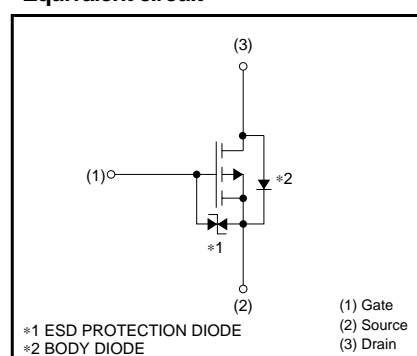 Equivalent circuit
(3)
(1)
∗2
∗1
(2)
∗1 ESD PROTECTION DIODE
∗2 BODY DIODE
(1) Gate
(2) Source
(3) Drain